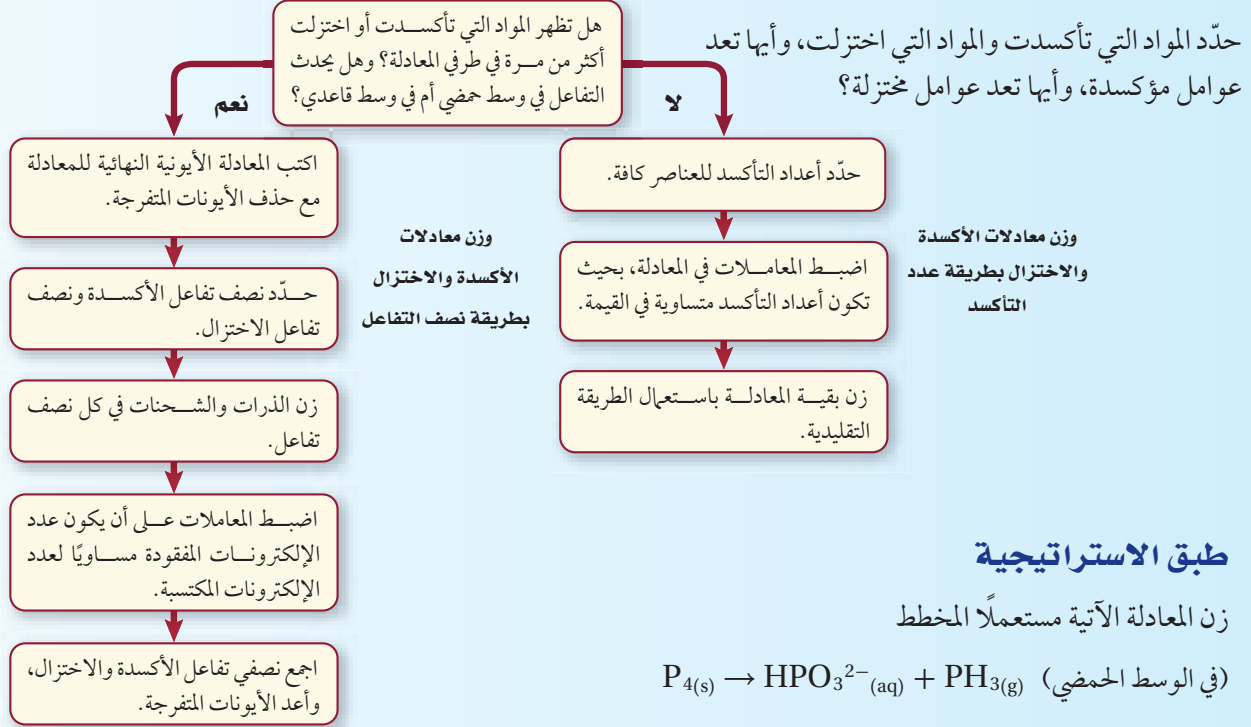 حدّد المواد التي تأكسدت والمواد التي اختزلت، وأيها تعد
عوامل مؤكسدة، وأيها تعد عوامل مختزلة؟
هل تظهر المواد التي تأكسدت أو اختزلت
أكثر من مرة في طرفي المعادلة؟ وهل يحدث
التفاعل في وسط حمضي أم في وسط قاعدي؟
لا
نعم
حدّد أعداد التأكسد للعناصر كافة.
اضبط المعاملات في المعادلة، بحيث
تكون أعداد التأكسد متساوية في القيمة.
زن بقية المعادلة باستعمال الطريقة
التقليدية.
وزن معادلات الأكسدة
والاختزال بطريقة عدد
التأكسد
اكتب المعادلة الأيونية النهائية للمعادلة
مع حذف الأيونات المتفرجة.
حدّد نصف تفاعل الأكسدة ونصف
تفاعل الاختزال.
زن الذرات والشحنات في كل نصف
تفاعل.
اضبط المعاملات على أن يكون عدد
الإلكترونات المفقودة مساويًا لعدد
الإلكترونات المكتسبة.
اجمع نصفي تفاعل الأكسدة والاختزال،
وأعد الأيونات المتفرجة.
وزن معادلات
الأكسدة والاختزال
بطريقة نصف التفاعل
طبق الاستراتيجية
زن المعادلة الآتية مستعملًا المخطط
P₄₍ₛ₎ → HPO₃²⁻₍aq₎ + PH₃₍g₎ (في الوسط الحمضي)